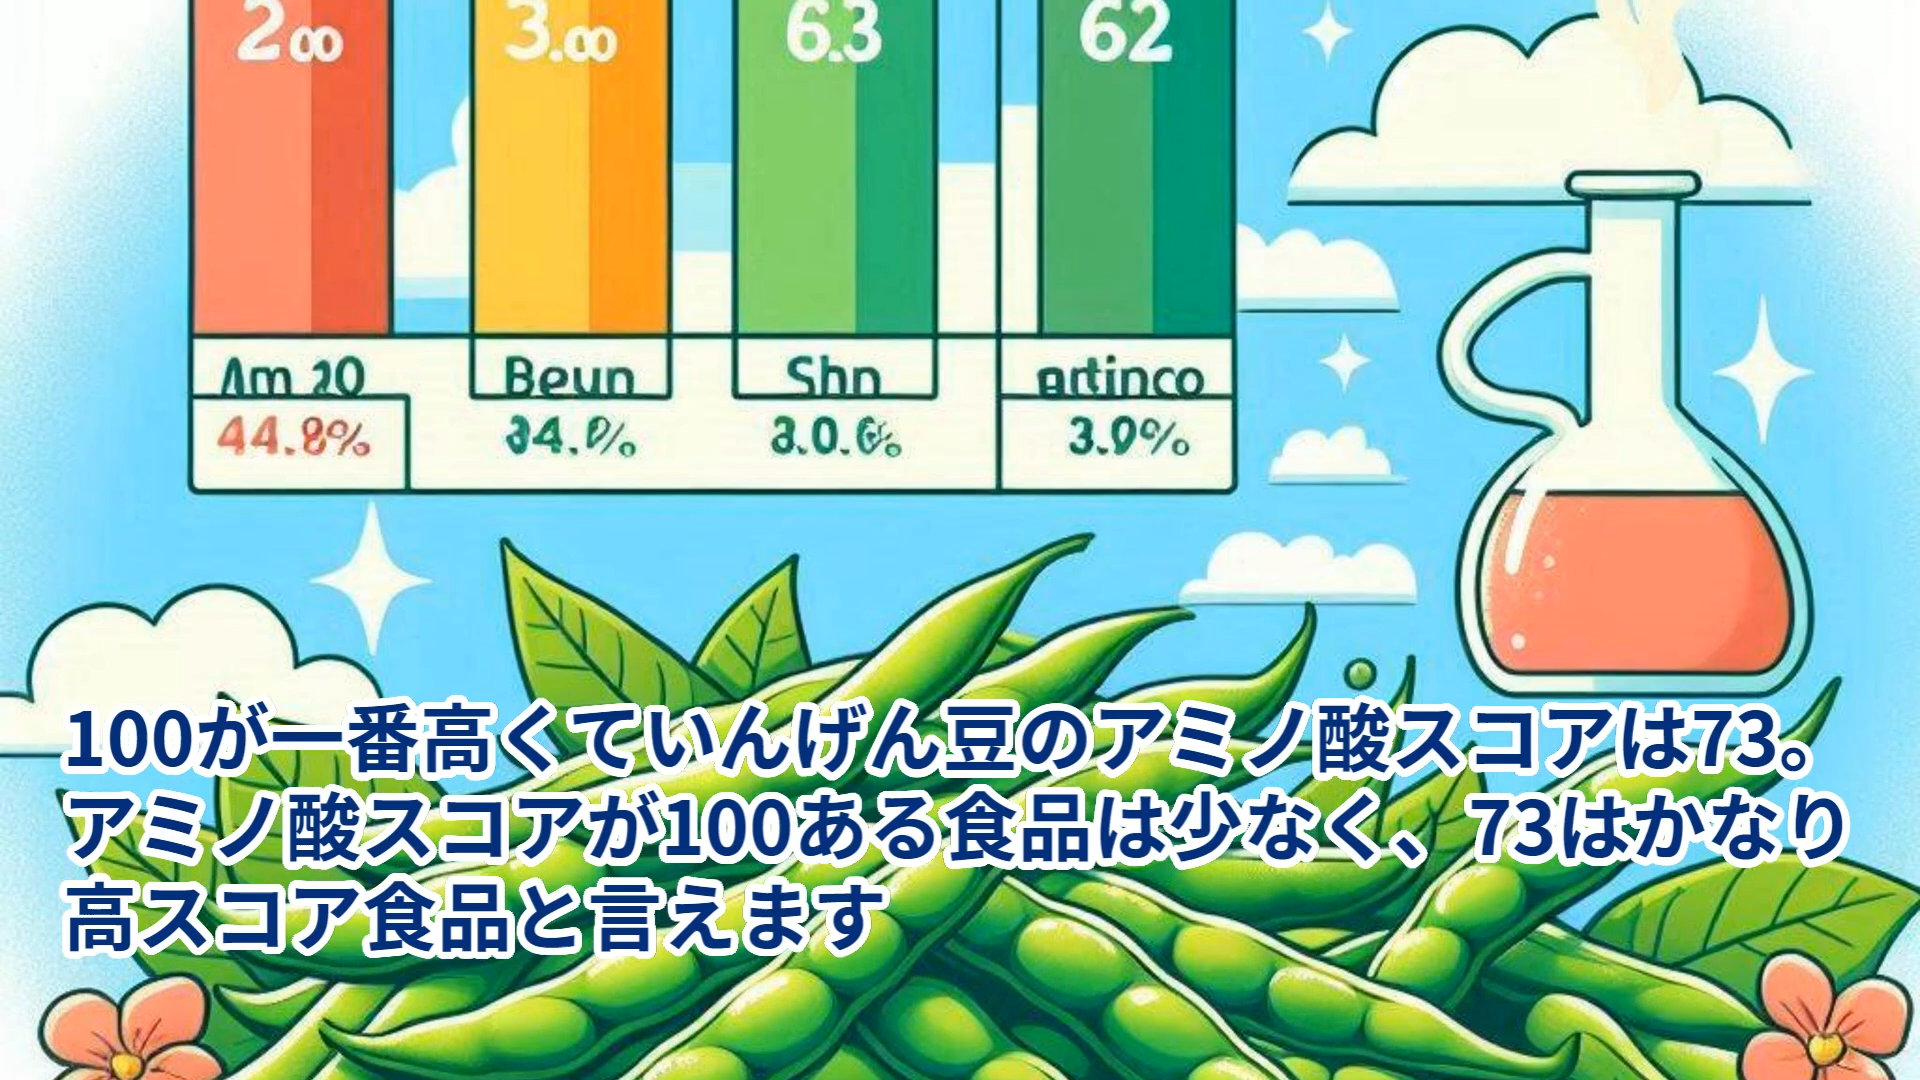 2.00
3.00
6.3
62
Am 20
Beun
Shn
artinco
44.8%
3.9%
100が一番高くていんげん豆のアミノ酸スコアは73。
アミノ酸スコアが100ある食品は少なく、73はかなり
高スコア食品と言えます